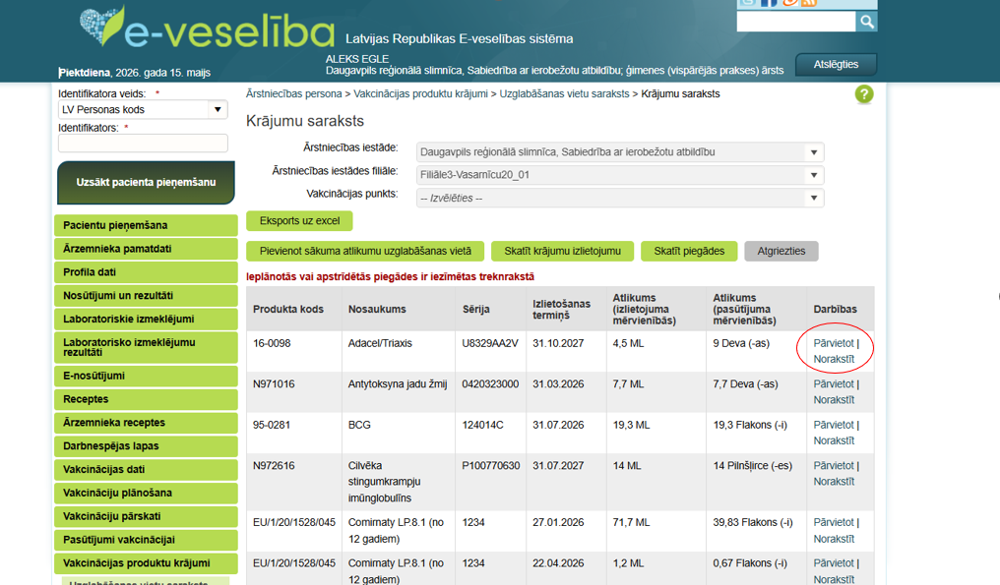 e-veselība Latvijas Republikas E-veselības sistēma
ALEKS EGLE
Piektdiena, 2026. gada 15. maijs
Daugavpils reģionālā slimnīca, Sabiedrība ar ierobežotu atbildību; ģimenes (vispārējās prakses) ārsts
Atslēgties
Identifikatora veids: *
LV Personas kods
Identifikators: *
Uzsākt pacienta pieņemšanu
Pacientu pieņemšana
Ārzemnieka pamatdati
Profila dati
Nosūtījumi un rezultāti
Laboratoriskie izmeklējumi
Laboratorisko izmeklējumu
rezultāti
E-nosūtījumi
Receptes
Ārzemnieka receptes
Darbnespējas lapas
Vakcinācijas dati
Vakcināciju plānošana
Vakcināciju pārskati
Pasūtījumi vakcinācijai
Vakcinācijas produktu krājumi
Uzglabāšanas vietu saraksts
Ārstniecības persona > Vakcinācijas produktu krājumi > Uzglabāšanas vietu saraksts > Krājumu saraksts
?
Krājumu saraksts
Ārstniecības iestāde: Daugavpils reģionālā slimnīca, Sabiedrība ar ierobežotu atbildību
Ārstniecības iestādes filiāle: Filiāle3-Vasarnīcu20_01
Vakcinācijas punkts: -- Izvēlēties --
Eksports uz excel
Pievienot sākuma atlikumu uzglabāšanas vietā Skatīt krājumu izlietojumu Skatīt piegādes Atgriezties
Ieplānotās vai apstrīdētās piegādes ir iezīmētas treknrakstā
Produkta kods Nosaukums Sērija Izlietošanas termiņš Atlikums (izlietojuma mērvienībās) Atlikums (pasūtījuma mērvienībās) Darbības
16-0098 Adacel/Triaxis U8329AA2V 31.10.2027 4,5 ML 9 Deva (-as) Pārvietot |
Norakstīt
N971016 Antytoksyna jadu żmij 0420323000 31.03.2026 7,7 ML 7,7 Deva (-as) Pārvietot |
Norakstīt
95-0281 BCG 124014C 31.07.2026 19,3 ML 19,3 Flakons (-i) Pārvietot |
Norakstīt
N972616 Cilvēka stingumkrampju imūnglobulīns P100770630 31.07.2027 14 ML 14 Pilnšļirce (-es) Pārvietot |
Norakstīt
EU/1/20/1528/045 Comirnaty LP.8.1 (no 12 gadiem) 1234 27.01.2026 71,7 ML 39,83 Flakons (-i) Pārvietot |
Norakstīt
EU/1/20/1528/045 Comirnaty LP.8.1 (no 12 gadiem) 1234 22.04.2026 1,2 ML 0,67 Flakons (-i) Pārvietot |
Norakstīt